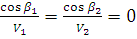 cos β₁/V₁ = cos β₂/V₂ = 0